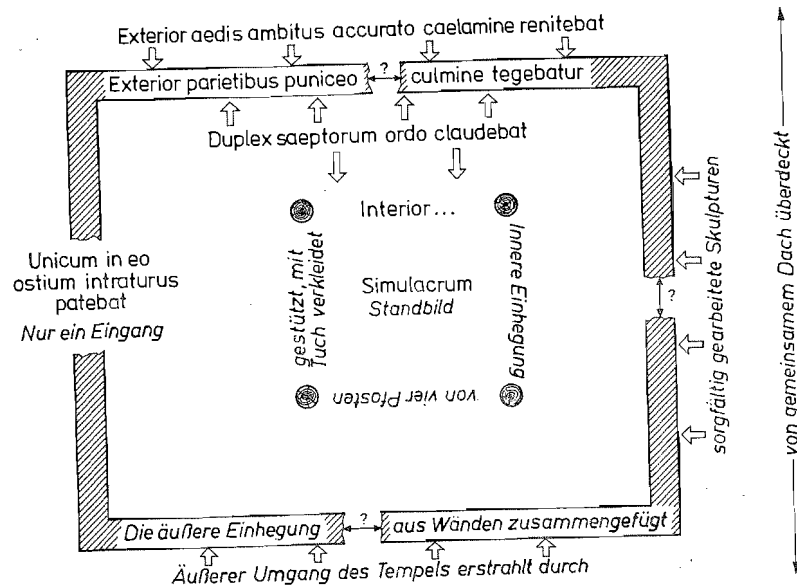 Exterior aedis ambitus accurato caelamine renitebat
Exterior parietibus puniceo ? culmine tegebatur
Duplex saeptorum ordo claudebat
Interior...
Unicum in eo
ostium intraturus
patebat
Nur ein Eingang
gestützt, mit
Tuch verkleidet
Simulacrum
Standbild
Innere Einhegung
von vier Pfosten
?
sorgfältig gearbeitete Skulpturen
von gemeinsamem Dach überdeckt
Die äußere Einhegung ? aus Wänden zusammengefügt
Äußerer Umgang des Tempels erstrahlt durch